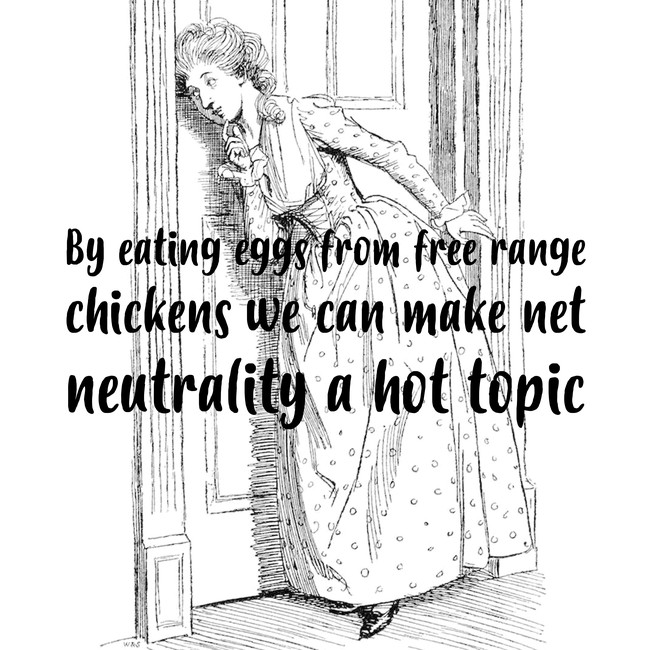 By eating eggs from free range
chickens we can make net
neutrality a hot topic